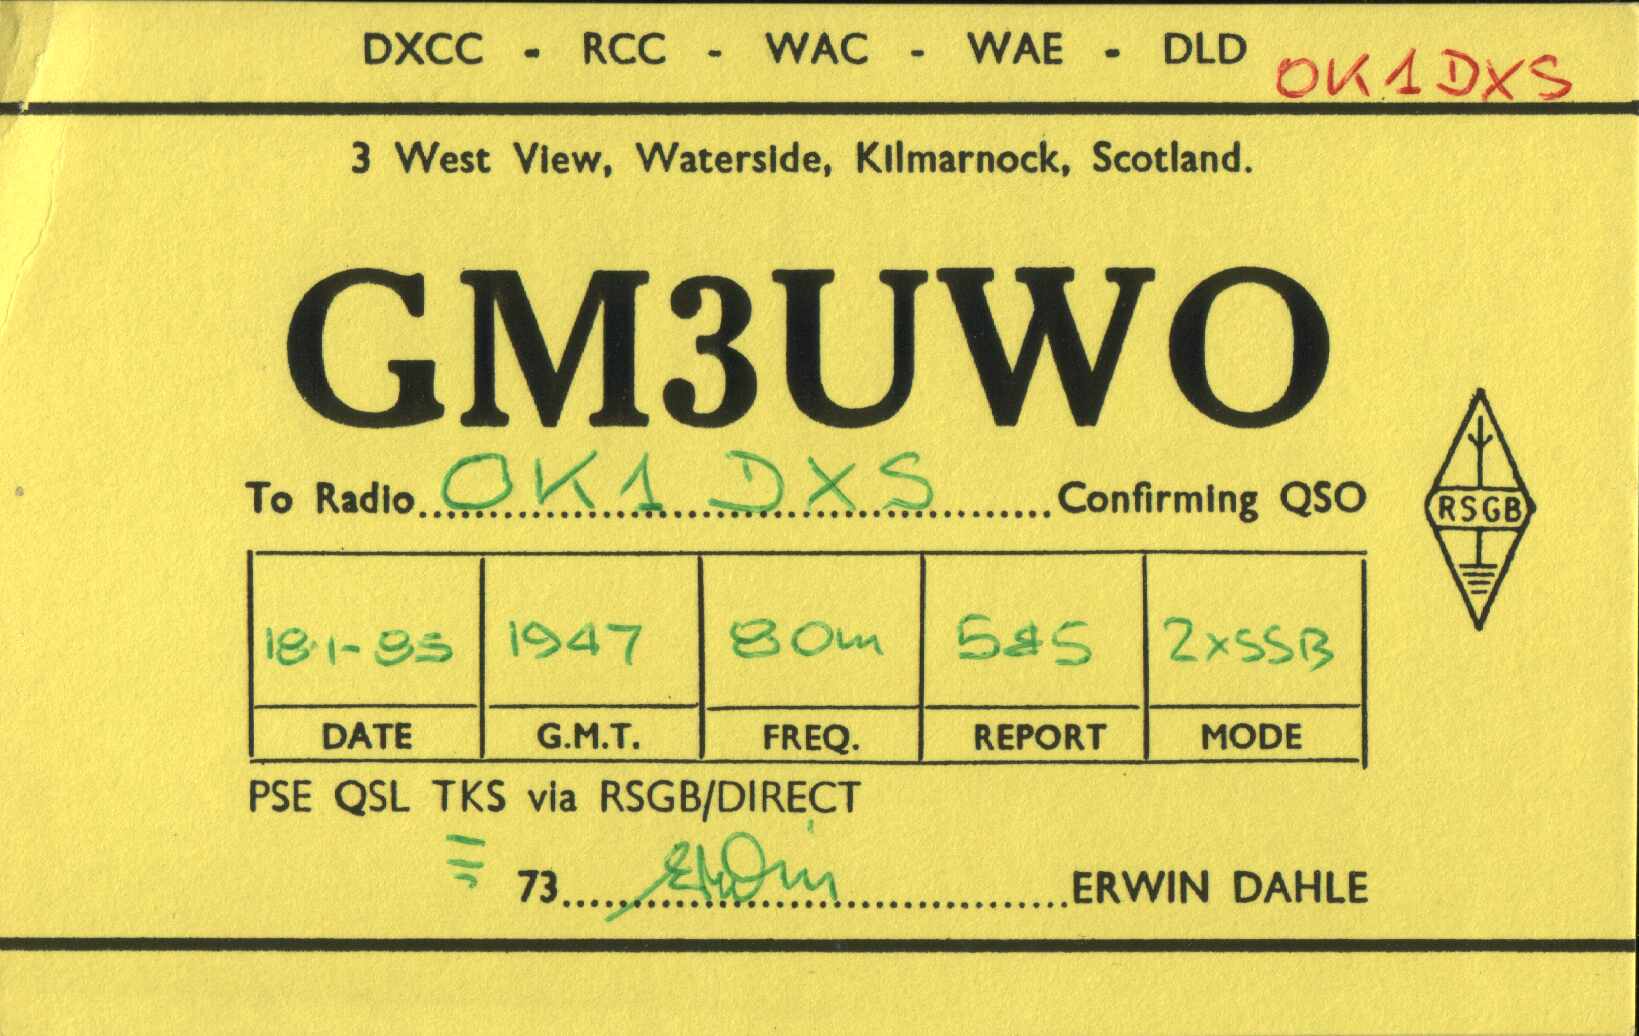 DXCC - RCC - WAC - WAE - DLD OK1DXS
3 West View, Waterside, Kilmarnock, Scotland.
GM3UWO
To Radio OK1DXS Confirming QSO
RSGB
18-1-85 1947 80m 5&5 2xSSB
DATE G.M.T. FREQ. REPORT MODE
PSE QSL TKS via RSGB/DIRECT
73 Erwin ERWIN DAHLE